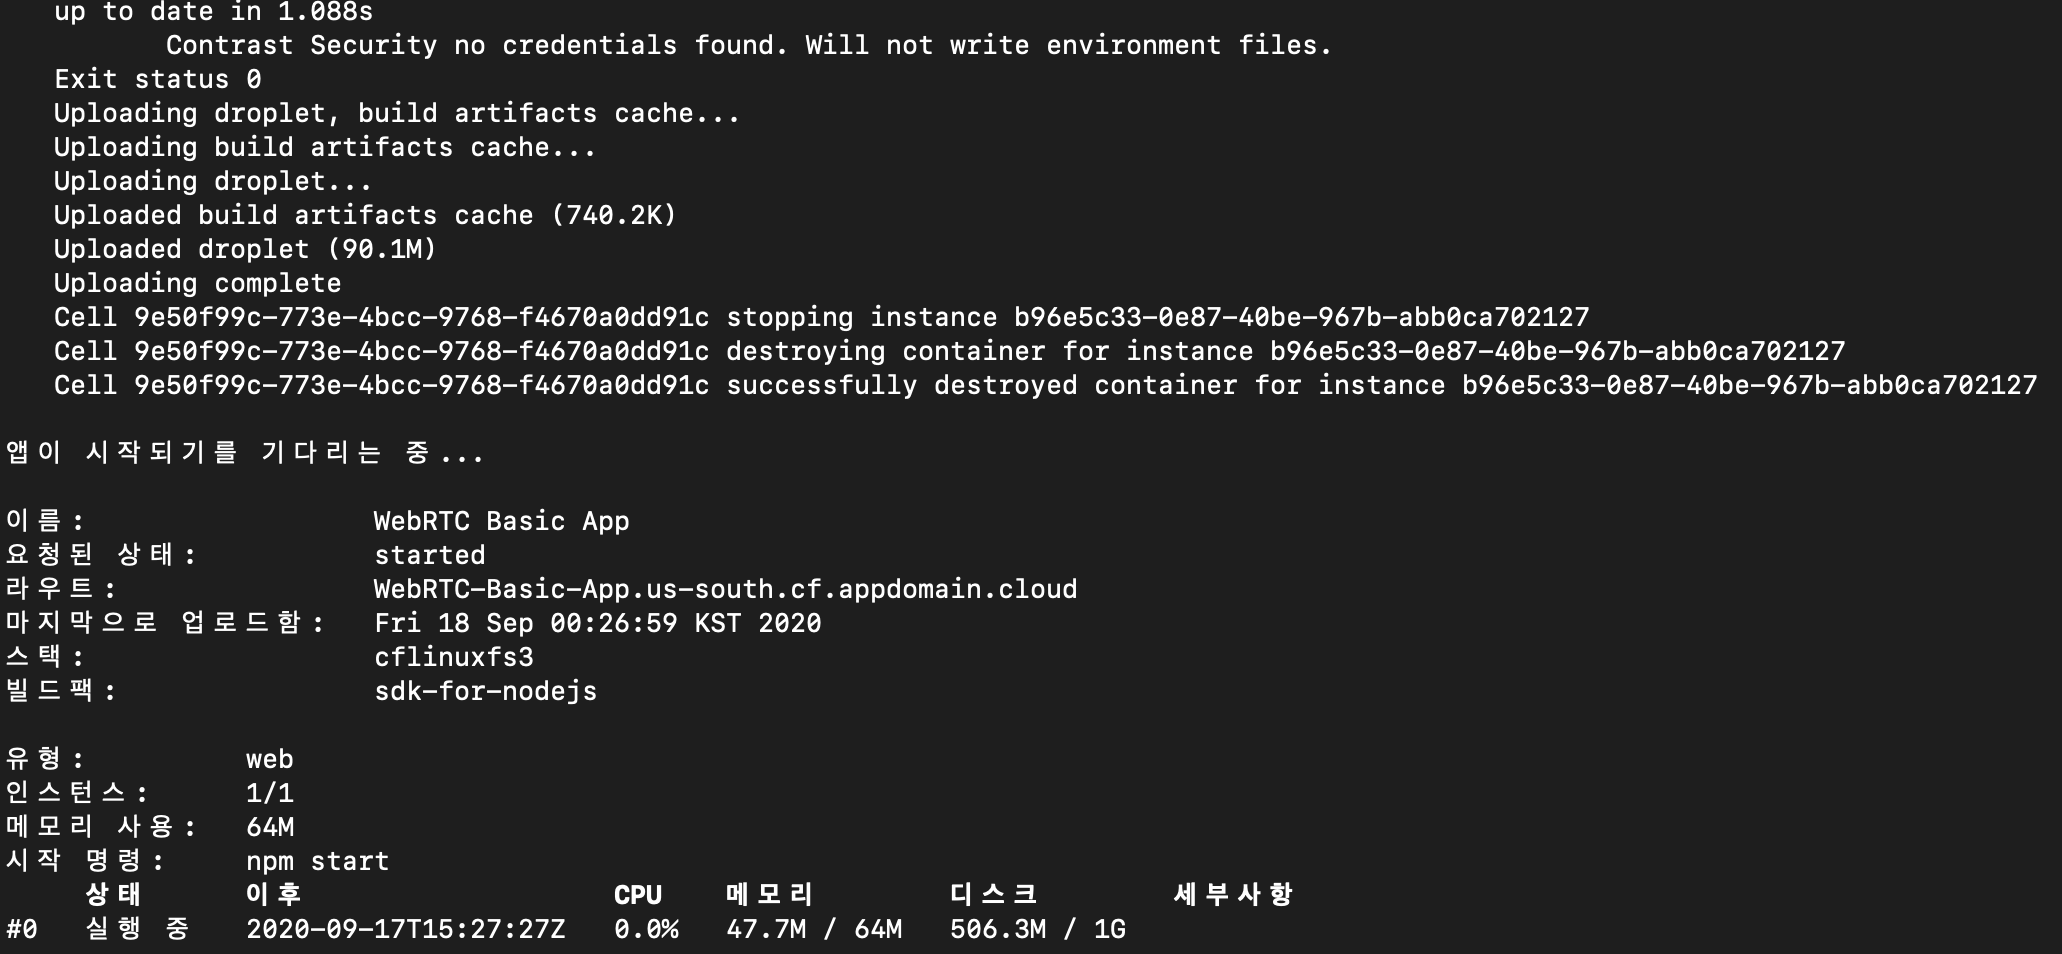 up to date in 1.088s
Contrast Security no credentials found. Will not write environment files.
Exit status 0
Uploading droplet, build artifacts cache...
Uploading build artifacts cache...
Uploading droplet...
Uploaded build artifacts cache (740.2K)
Uploaded droplet (90.1M)
Uploading complete
Cell 9e50f99c-773e-4bcc-9768-f4670a0dd91c stopping instance b96e5c33-0e87-40be-967b-abb0ca702127
Cell 9e50f99c-773e-4bcc-9768-f4670a0dd91c destroying container for instance b96e5c33-0e87-40be-967b-abb0ca702127
Cell 9e50f99c-773e-4bcc-9768-f4670a0dd91c successfully destroyed container for instance b96e5c33-0e87-40be-967b-abb0ca702127
앱이 시작되기를 기다리는 중...
이름: WebRTC Basic App
요청된 상태: started
라우트: WebRTC-Basic-App.us-south.cf.appdomain.cloud
마지막으로 업로드함: Fri 18 Sep 00:26:59 KST 2020
스택: cflinuxfs3
빌드팩: sdk-for-nodejs
유형: web
인스턴스: 1/1
메모리 사용: 64M
시작 명령: npm start
상태 이후 CPU 메모리 디스크 세부사항
#0 실행 중 2020-09-17T15:27:27Z 0.0% 47.7M / 64M 506.3M / 1G